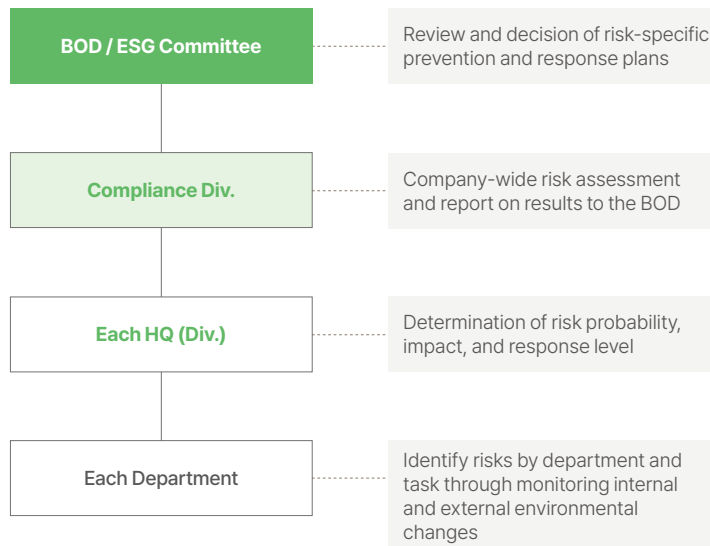 BOD / ESG Committee
Review and decision of risk-specific
prevention and response plans
Compliance Div.
Company-wide risk assessment
and report on results to the BOD
Each HQ (Div.)
Determination of risk probability,
impact, and response level
Each Department
Identify risks by department and
task through monitoring internal
and external environmental
changes